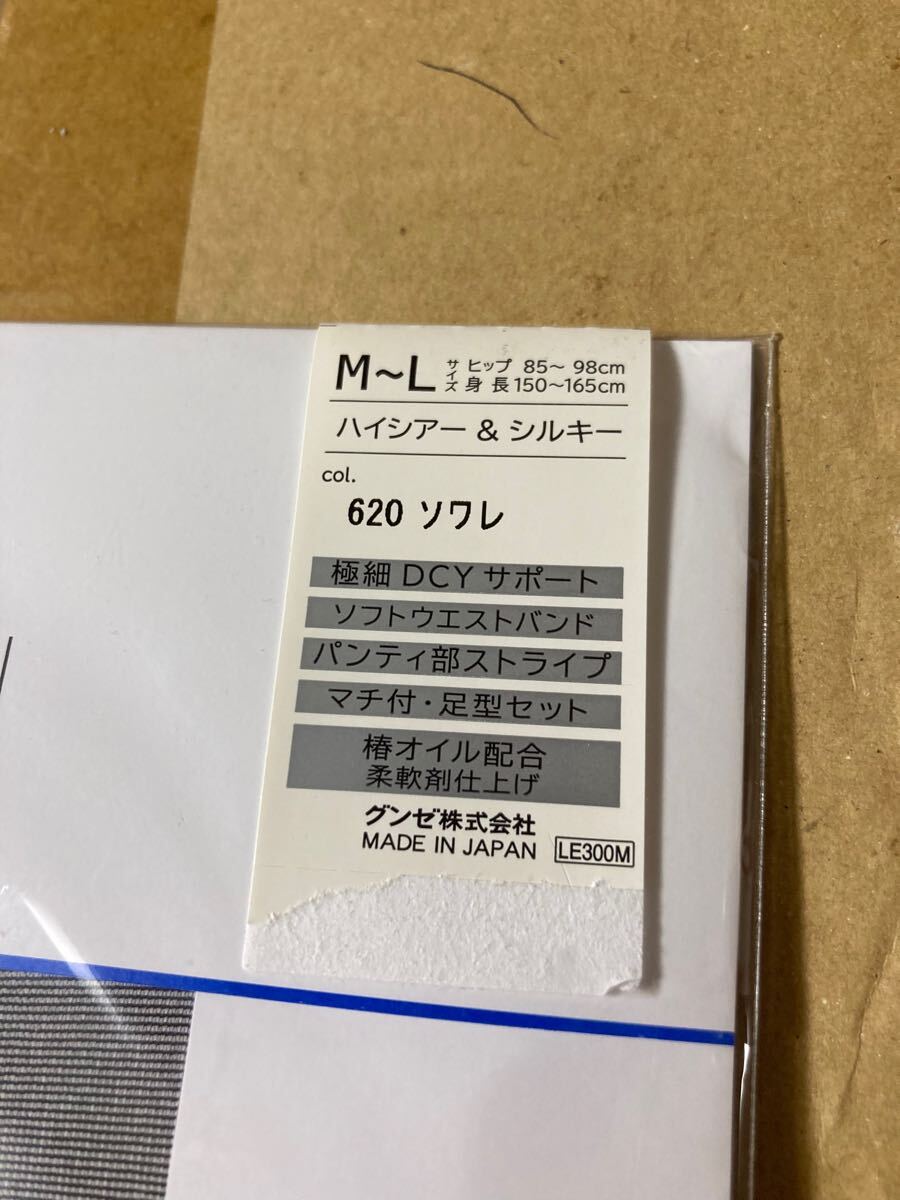 M~L サイズ ヒップ 85~ 98cm
身長 150~165cm
ハイシアー & シルキー
col.
620 ソワレ
極細 DCY サポート
ソフトウエストバンド
パンティ部ストライプ
マチ付・足型セット
椿オイル配合
柔軟剤仕上げ
グンゼ株式会社
MADE IN JAPAN LE300M